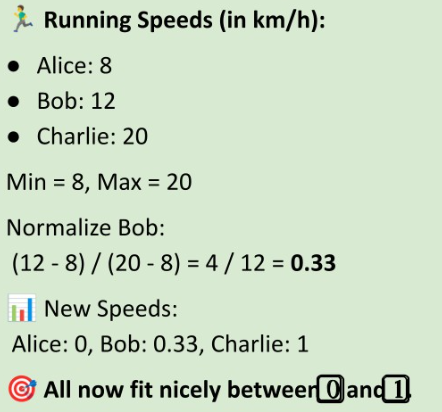 🏃‍♂️ Running Speeds (in km/h):
● Alice: 8
● Bob: 12
● Charlie: 20
Min = 8, Max = 20
Normalize Bob:
(12 - 8) / (20 - 8) = 4 / 12 = 0.33
📊 New Speeds:
Alice: 0, Bob: 0.33, Charlie: 1
🎯 All now fit nicely between 0 and 1.